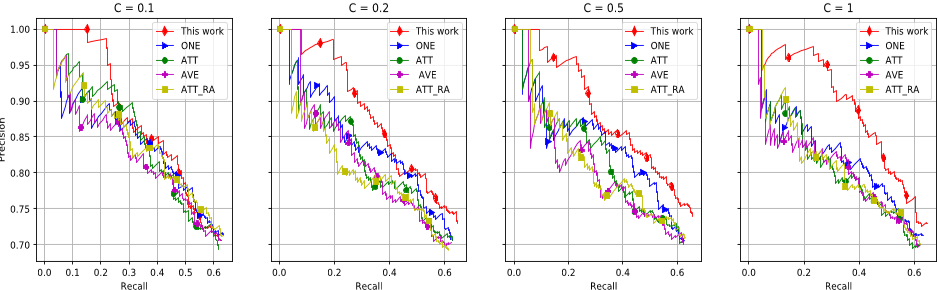 C = 0.1
1.00
0.95
0.90
0.85
0.80
0.75
0.70
Precision
0.0 0.1 0.2 0.3 0.4 0.5 0.6
Recall
This work
ONE
ATT
AVE
ATT_RA
C = 0.2
0.0 0.2 0.4 0.6
Recall
This work
ONE
ATT
AVE
ATT_RA
C = 0.5
0.0 0.2 0.4 0.6
Recall
This work
ONE
ATT
AVE
ATT_RA
C = 1
0.0 0.2 0.4 0.6
Recall
This work
ONE
ATT
AVE
ATT_RA